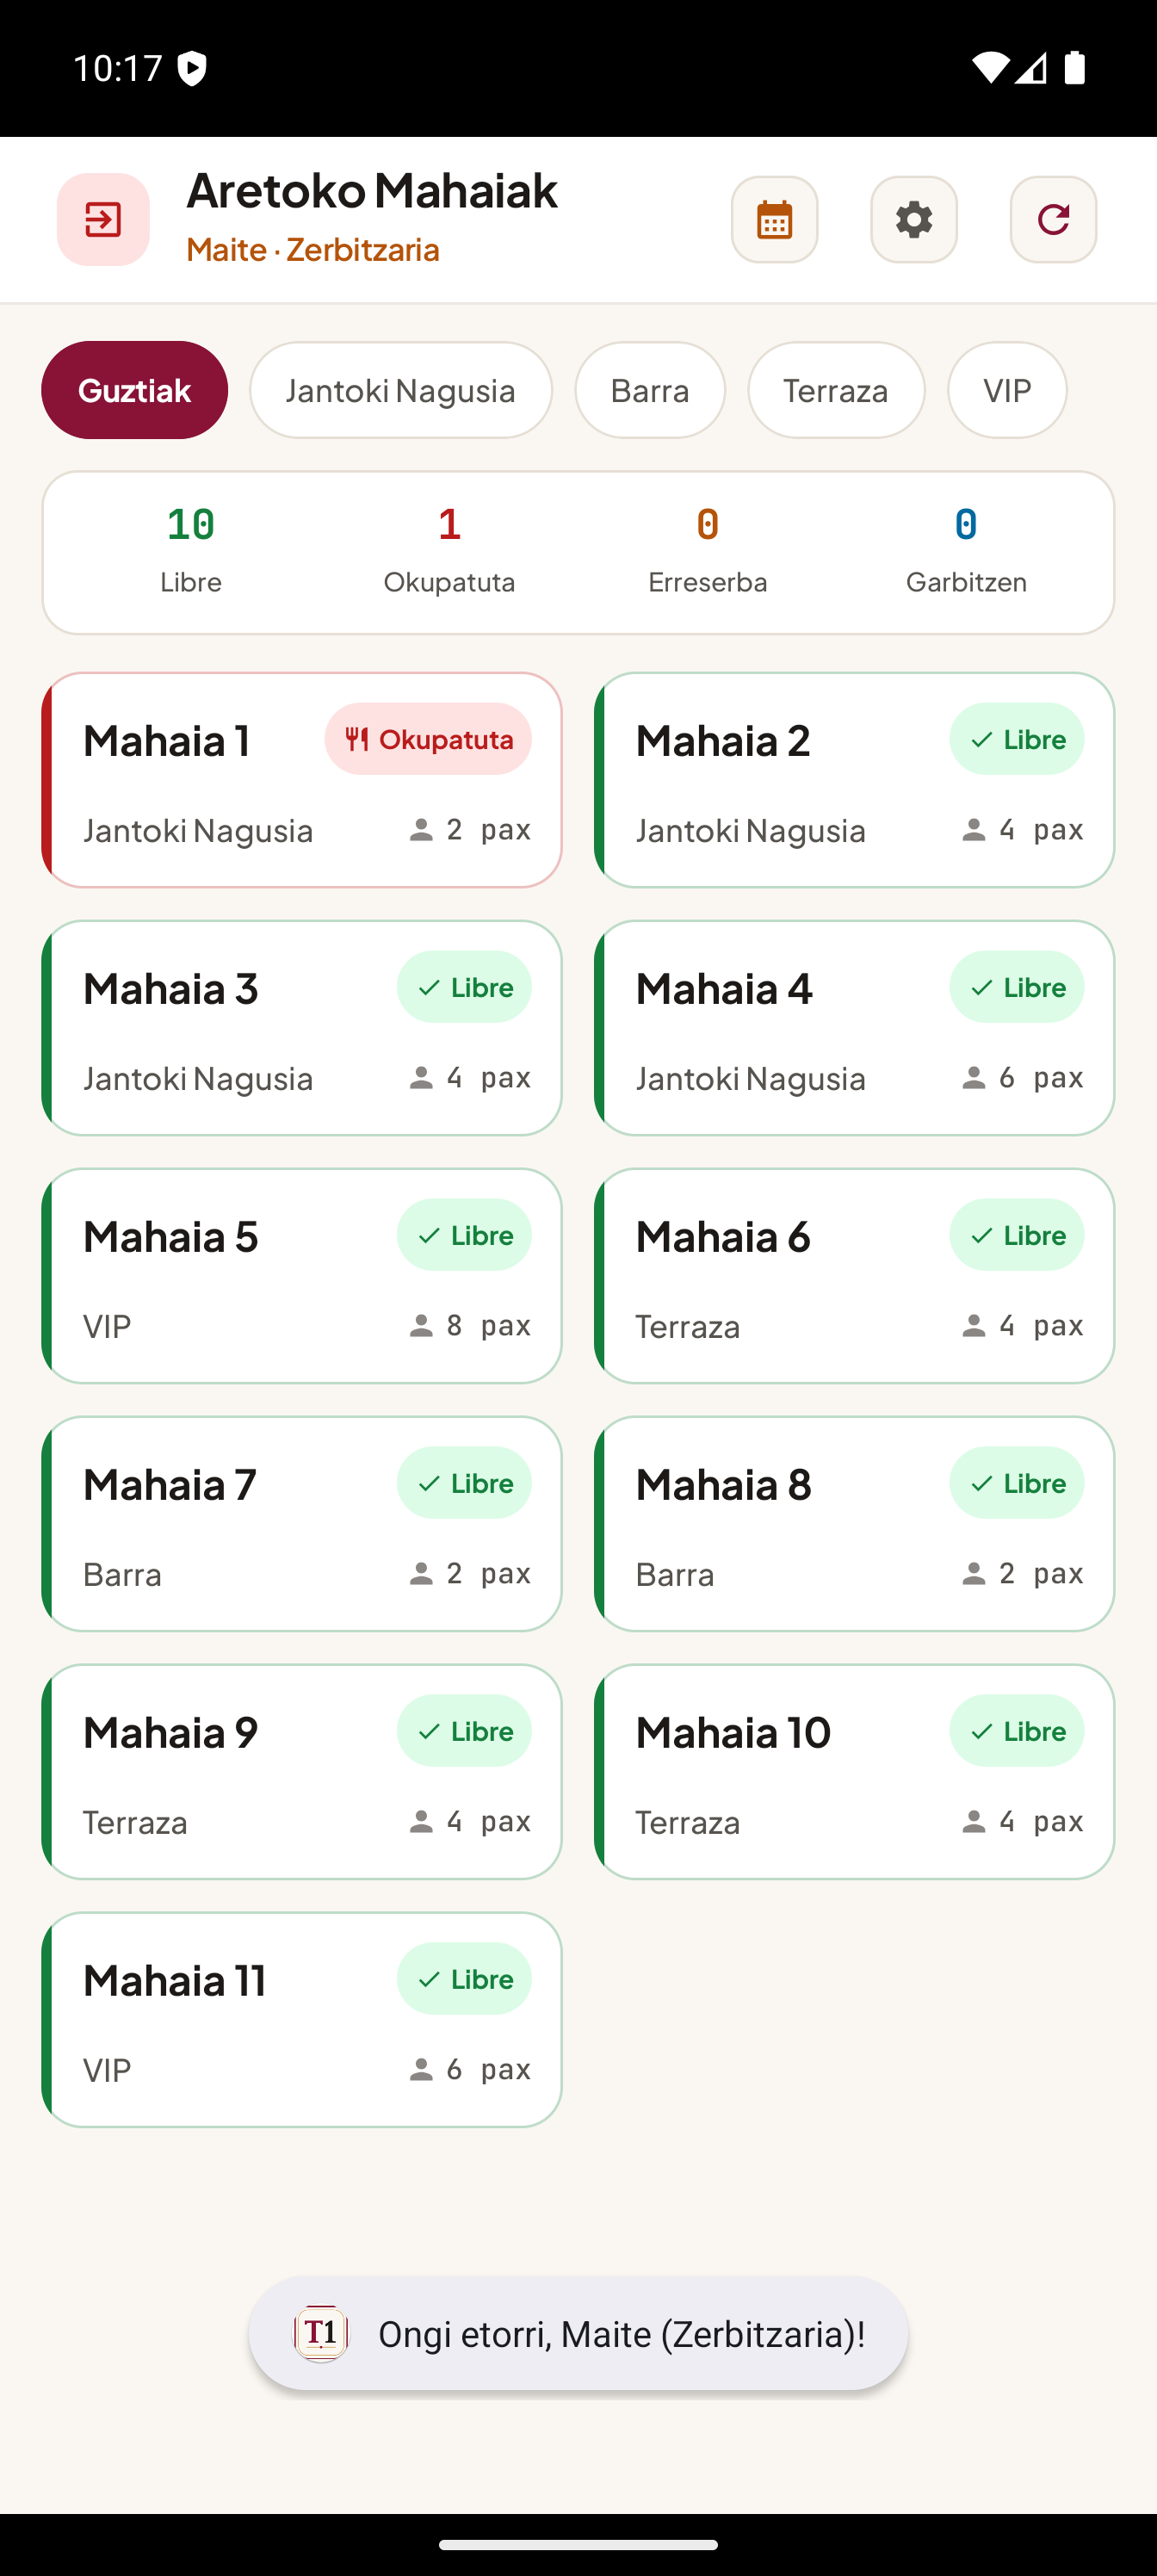 10:17
Aretoko Mahaiak
Maite · Zerbitzaria
Guztiak Jantoki Nagusia Barra Terraza VIP
10 1 0 0
Libre Okupatuta Erreserba Garbitzen
Mahaia 1 Okupatuta
Jantoki Nagusia 2 pax
Mahaia 2 Libre
Jantoki Nagusia 4 pax
Mahaia 3 Libre
Jantoki Nagusia 4 pax
Mahaia 4 Libre
Jantoki Nagusia 6 pax
Mahaia 5 Libre
VIP 8 pax
Mahaia 6 Libre
Terraza 4 pax
Mahaia 7 Libre
Barra 2 pax
Mahaia 8 Libre
Barra 2 pax
Mahaia 9 Libre
Terraza 4 pax
Mahaia 10 Libre
Terraza 4 pax
Mahaia 11 Libre
VIP 6 pax
T1 Ongi etorri, Maite (Zerbitzaria)!